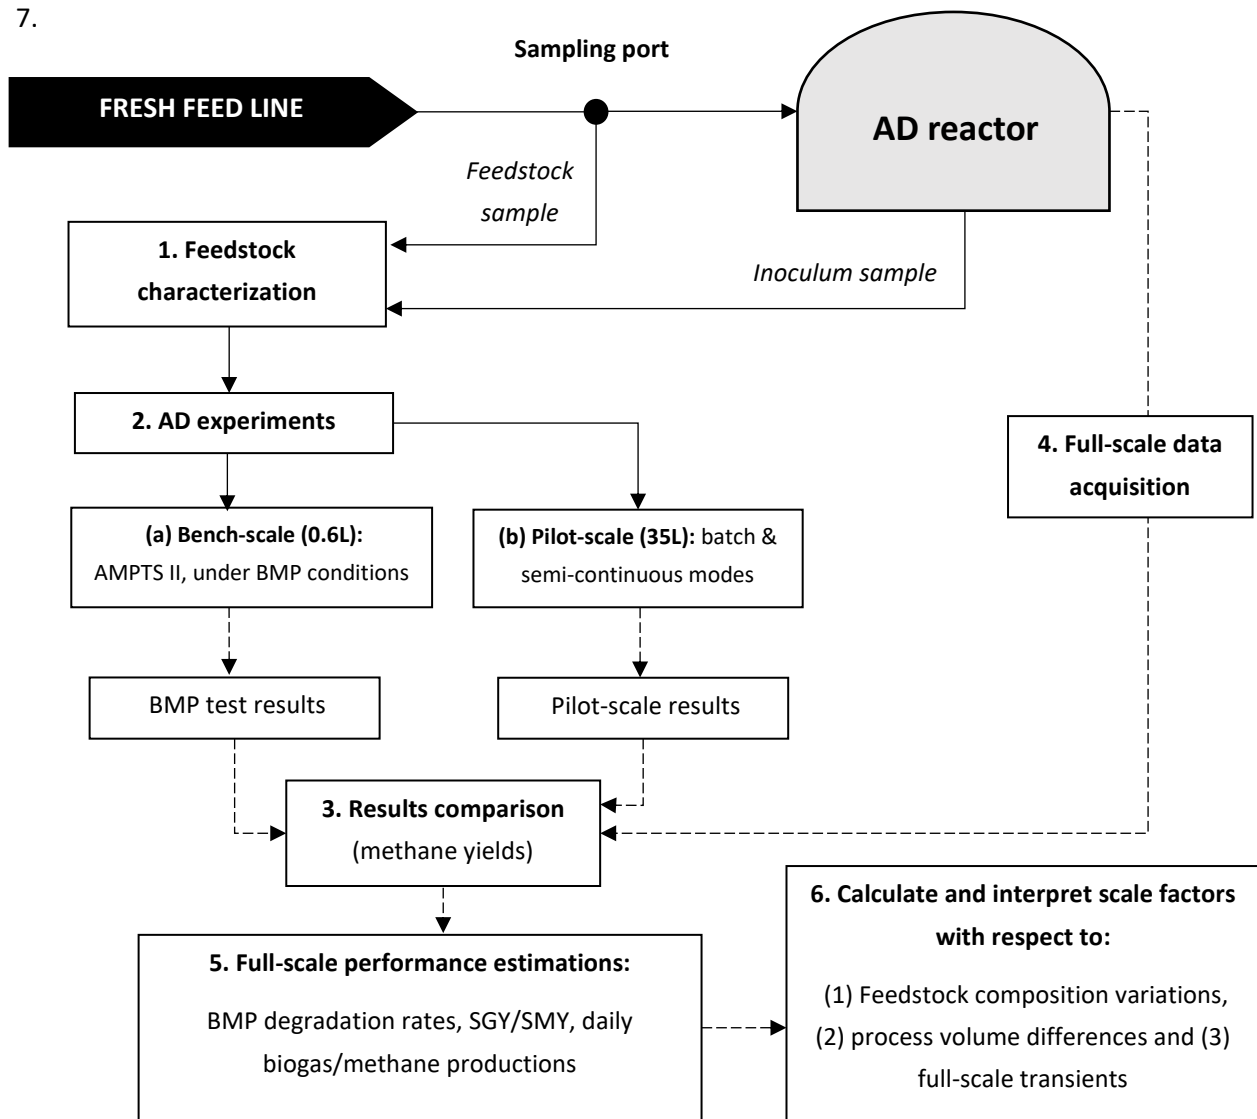 7.
Sampling port
FRESH FEED LINE
AD reactor
Feedstock
sample
1. Feedstock
characterization
Inoculum sample
2. AD experiments
4. Full-scale data
acquisition
(a) Bench-scale (0.6L):
AMPTS II, under BMP conditions
(b) Pilot-scale (35L): batch &
semi-continuous modes
BMP test results
Pilot-scale results
3. Results comparison
(methane yields)
5. Full-scale performance estimations:
BMP degradation rates, SGY/SMY, daily
biogas/methane productions
6. Calculate and interpret scale factors
with respect to:
(1) Feedstock composition variations,
(2) process volume differences and (3)
full-scale transients